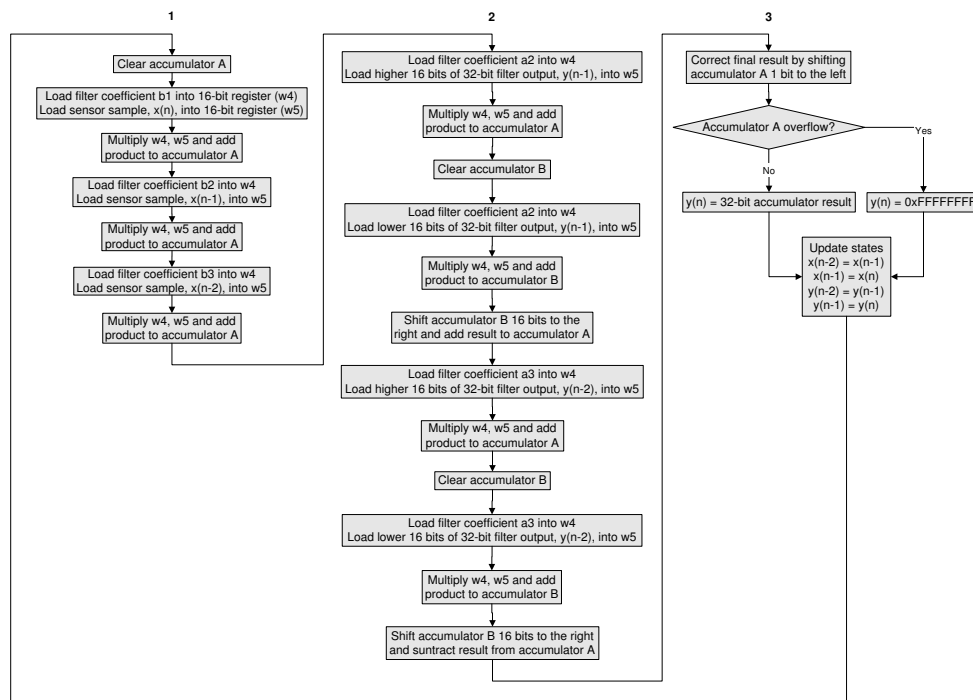 1
Clear accumulator A
Load filter coefficient b1 into 16-bit register (w4)
Load sensor sample, x(n), into 16-bit register (w5)
Multiply w4, w5 and add
product to accumulator A
Load filter coefficient b2 into w4
Load sensor sample, x(n-1), into w5
Multiply w4, w5 and add
product to accumulator A
Load filter coefficient b3 into w4
Load sensor sample, x(n-2), into w5
Multiply w4, w5 and add
product to accumulator A
2
Load filter coefficient a2 into w4
Load higher 16 bits of 32-bit filter output, y(n-1), into w5
Multiply w4, w5 and add
product to accumulator A
Clear accumulator B
Load filter coefficient a2 into w4
Load lower 16 bits of 32-bit filter output, y(n-1), into w5
Multiply w4, w5 and add
product to accumulator B
Shift accumulator B 16 bits to the
right and add result to accumulator A
Load filter coefficient a3 into w4
Load higher 16 bits of 32-bit filter output, y(n-2), into w5
Multiply w4, w5 and add
product to accumulator A
Clear accumulator B
Load filter coefficient a3 into w4
Load lower 16 bits of 32-bit filter output, y(n-2), into w5
Multiply w4, w5 and add
product to accumulator B
Shift accumulator B 16 bits to the right
and suntract result from accumulator A
3
Correct final result by shifting
accumulator A 1 bit to the left
Accumulator A overflow?
Yes
No
y(n) = 32-bit accumulator result
y(n) = 0xFFFFFFFF
Update states
x(n-2) = x(n-1)
x(n-1) = x(n)
y(n-2) = y(n-1)
y(n-1) = y(n)